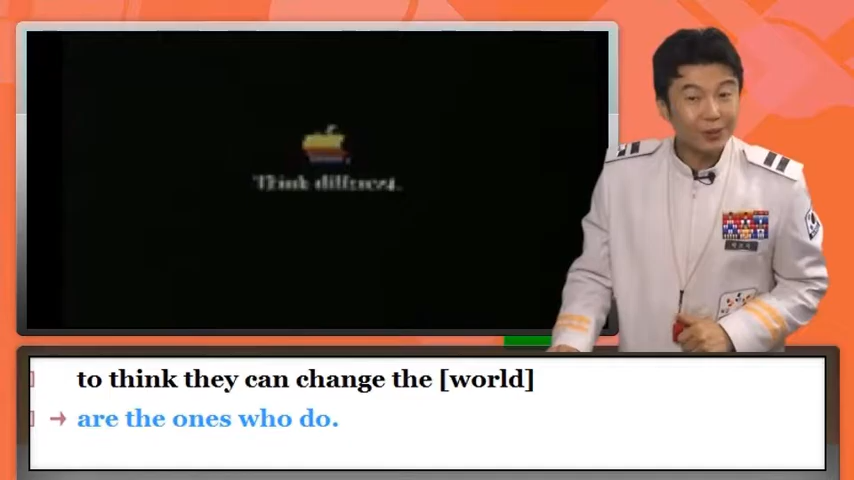 Think different.
to think they can change the [world]
→ are the ones who do.